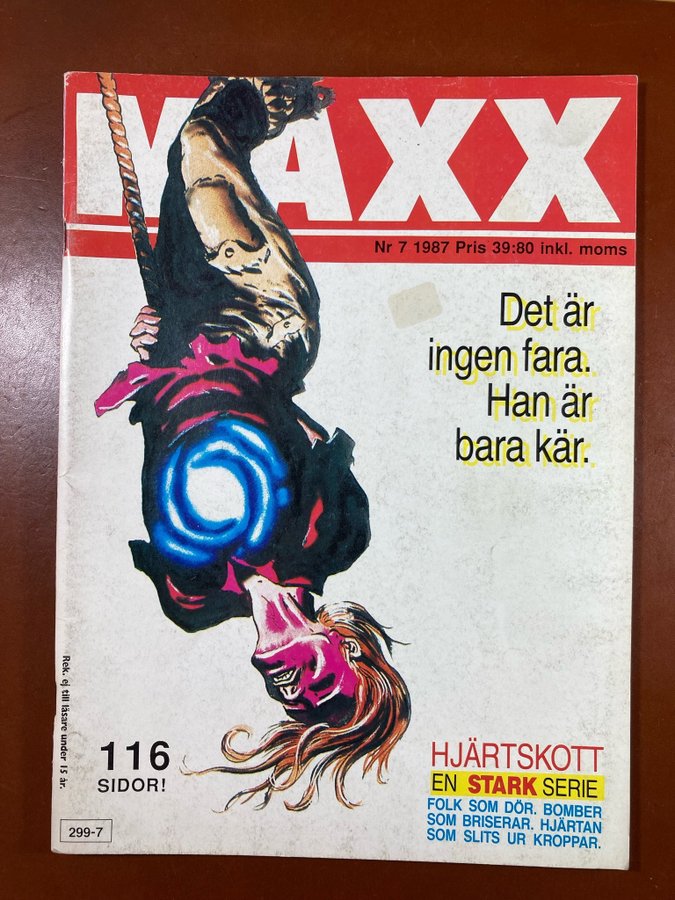 MAXX
Nr 7 1987 Pris 39:80 inkl. moms
Det är
ingen fara.
Han är
bara kär.
Rek. ej till läsare under 15 år.
116
SIDOR!
HJÄRTSKOTT
EN STARK SERIE
FOLK SOM DÖR. BOMBER
SOM BRISERAR. HJÄRTAN
SOM SLITS UR KROPPAR.
299-7